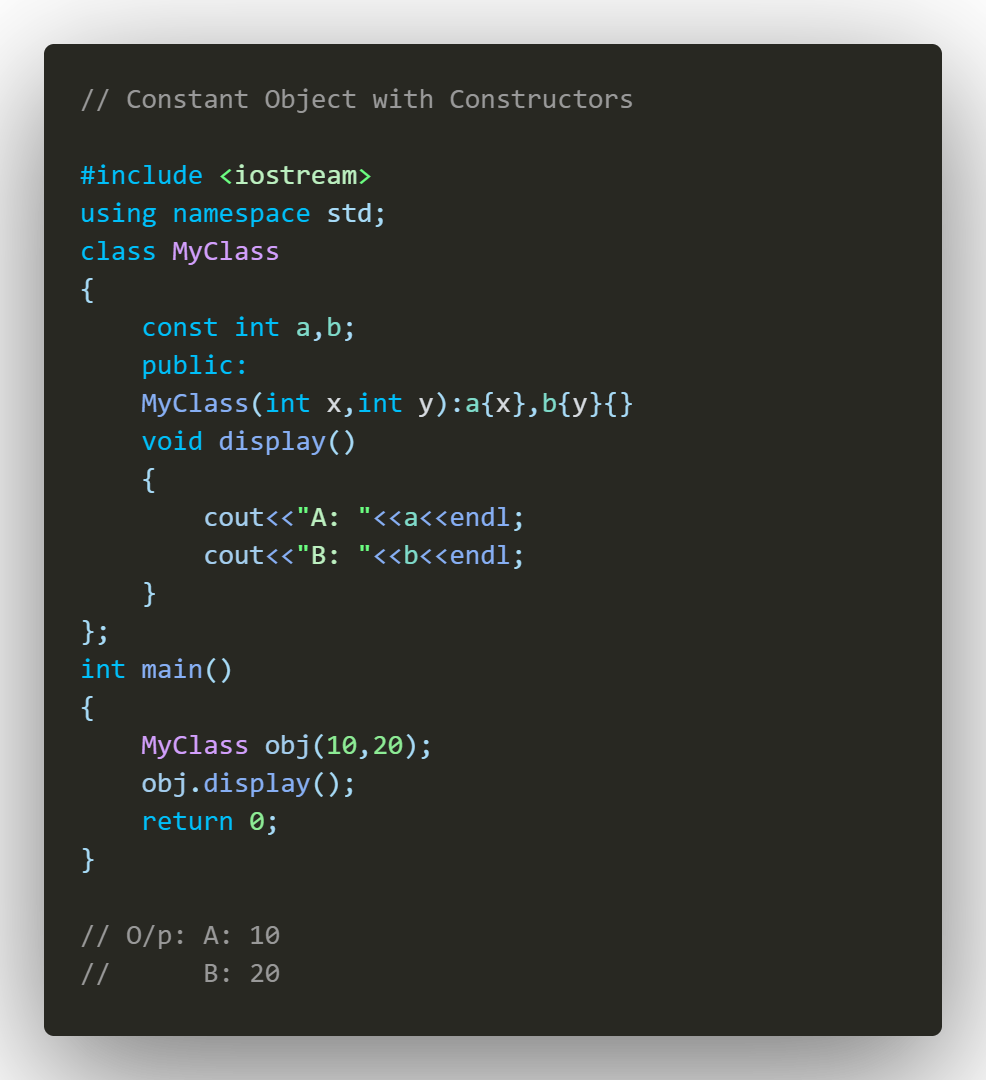 // Constant Object with Constructors

#include <iostream>
using namespace std;
class MyClass
{
    const int a,b;
    public:
    MyClass(int x,int y):a{x},b{y}{}
    void display()
    {
        cout<<"A: "<<a<<endl;
        cout<<"B: "<<b<<endl;
    }
};
int main()
{
    MyClass obj(10,20);
    obj.display();
    return 0;
}

// O/p: A: 10
//      B: 20